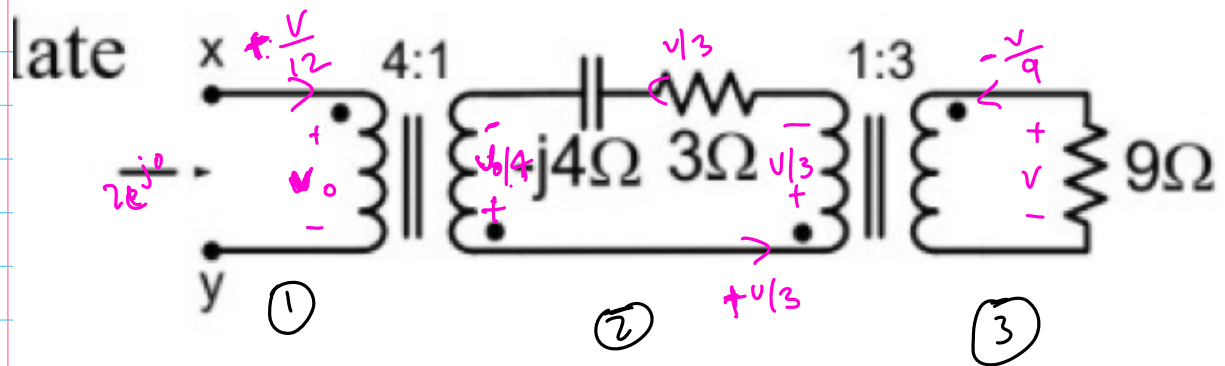 late
x
+ V/12
4:1
v/3
1:3
- v/9
+
-
-
+
2e^j0
V0
V0/4
-j4Ω
3Ω
V/3
v
9Ω
-
+
+
-
y
+v/3
1
2
3